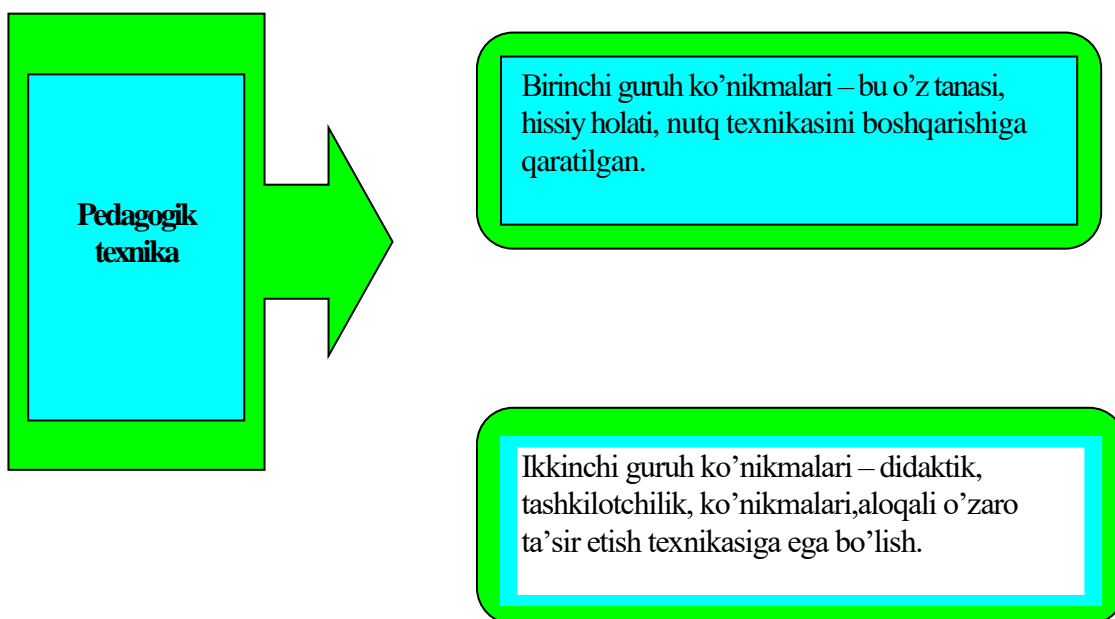 Pedagogik
texnika
Birinchi guruh ko’nikmalari – bu o’z tanasi,
hissiy holati, nutq texnikasini boshqarishiga
qaratilgan.
Ikkinchi guruh ko’nikmalari – didaktik,
tashkilotchilik, ko’nikmalari,aloqali o’zaro
ta’sir etish texnikasiga ega bo’lish.